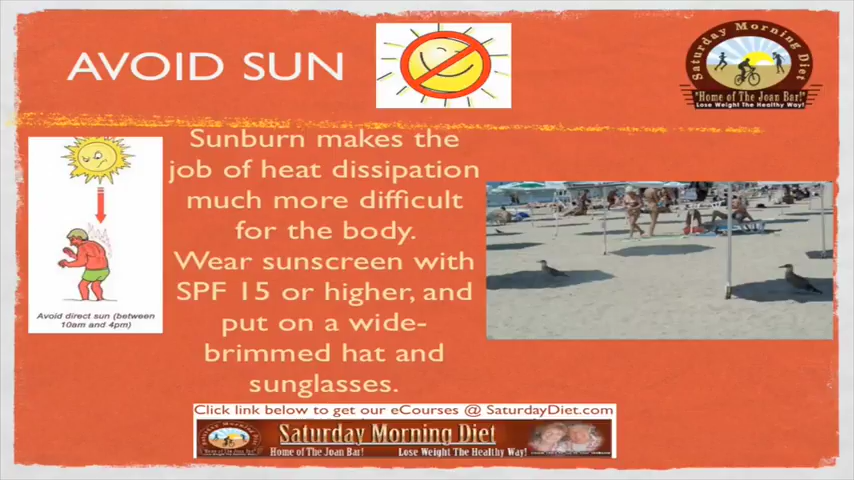 AVOID SUN
Saturday Morning Diet
"Home of The Joan Bar!"
Lose Weight The Healthy Way!
Sunburn makes the
job of heat dissipation
much more difficult
for the body.
Wear sunscreen with
SPF 15 or higher, and
put on a wide-
brimmed hat and
sunglasses.
Avoid direct sun (between
10am and 4pm)
Click link below to get our eCourses @ SaturdayDiet.com
Saturday Morning Diet
Home of The Joan Bar!
Lose Weight The Healthy Way!